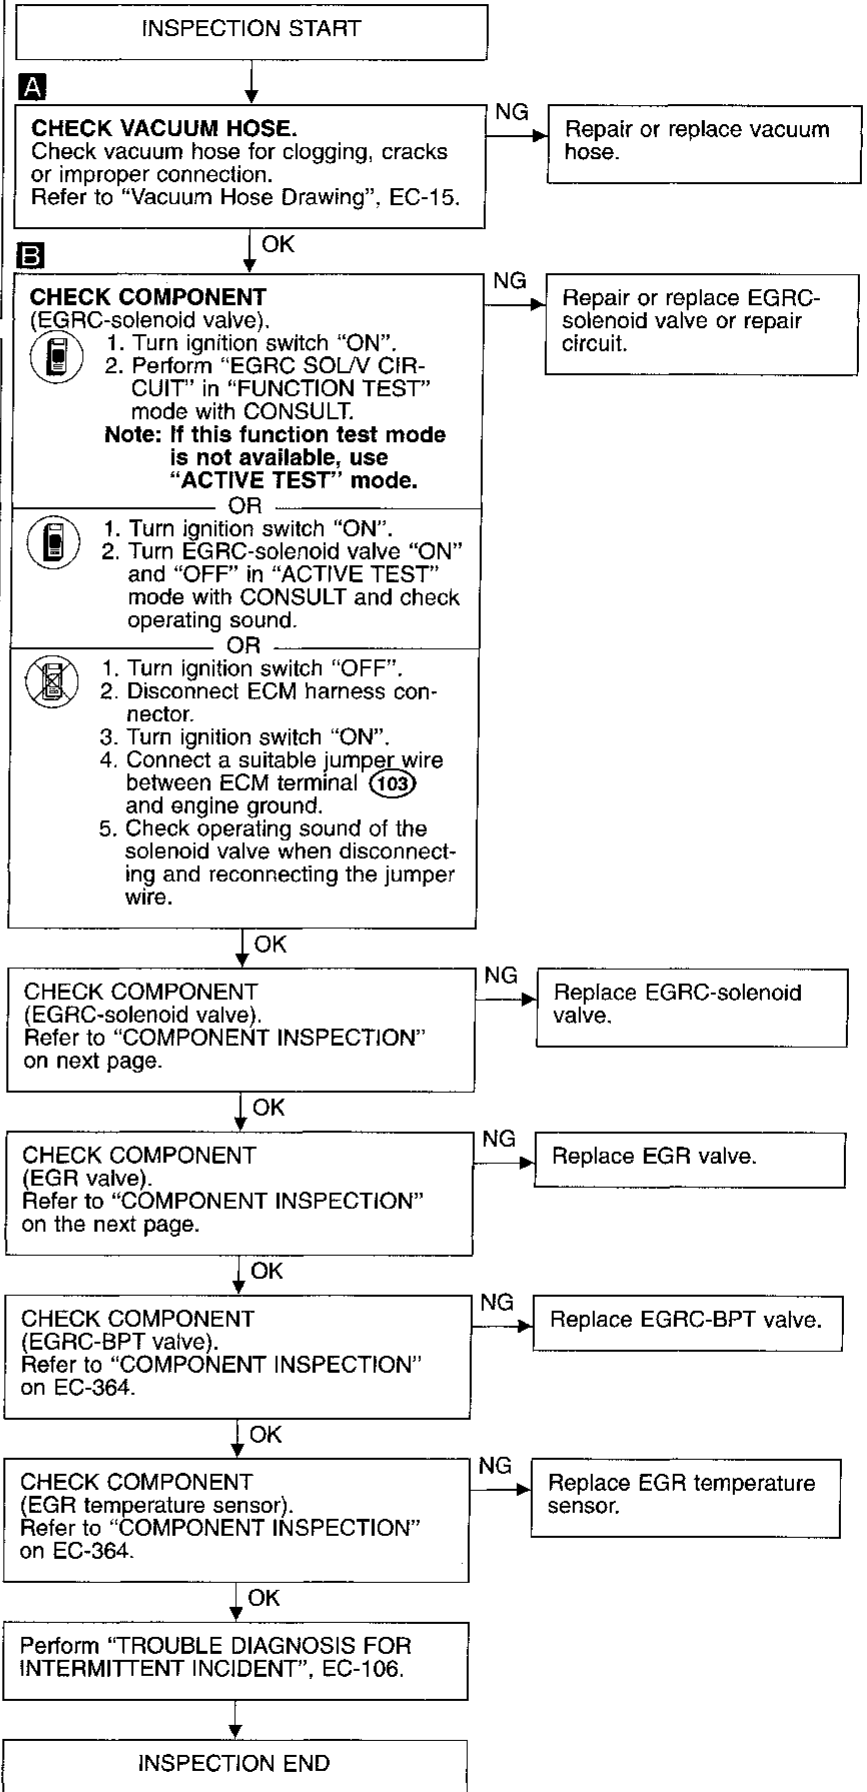 INSPECTION START
A
CHECK VACUUM HOSE.
Check vacuum hose for clogging, cracks
or improper connection.
Refer to "Vacuum Hose Drawing", EC-15.
NG
Repair or replace vacuum
hose.
OK
B
CHECK COMPONENT
(EGRC-solenoid valve).
1. Turn ignition switch "ON".
2. Perform "EGRC SOL/V CIR-
CUIT" in "FUNCTION TEST"
mode with CONSULT.
Note: If this function test mode
is not available, use
"ACTIVE TEST" mode.
NG
Repair or replace EGRC-
solenoid valve or repair
circuit.
OR
1. Turn ignition switch "ON".
2. Turn EGRC-solenoid valve "ON"
and "OFF" in "ACTIVE TEST"
mode with CONSULT and check
operating sound.
OR
1. Turn ignition switch "OFF".
2. Disconnect ECM harness con-
nector.
3. Turn ignition switch "ON".
4. Connect a suitable jumper wire
between ECM terminal 103
and engine ground.
5. Check operating sound of the
solenoid valve when disconnect-
ing and reconnecting the jumper
wire.
OK
CHECK COMPONENT
(EGRC-solenoid valve).
Refer to "COMPONENT INSPECTION"
on next page.
NG
Replace EGRC-solenoid
valve.
OK
CHECK COMPONENT
(EGR valve).
Refer to "COMPONENT INSPECTION"
on the next page.
NG
Replace EGR valve.
OK
CHECK COMPONENT
(EGRC-BPT valve).
Refer to "COMPONENT INSPECTION"
on EC-364.
NG
Replace EGRC-BPT valve.
OK
CHECK COMPONENT
(EGR temperature sensor).
Refer to "COMPONENT INSPECTION"
on EC-364.
NG
Replace EGR temperature
sensor.
OK
Perform "TROUBLE DIAGNOSIS FOR
INTERMITTENT INCIDENT", EC-106.
INSPECTION END